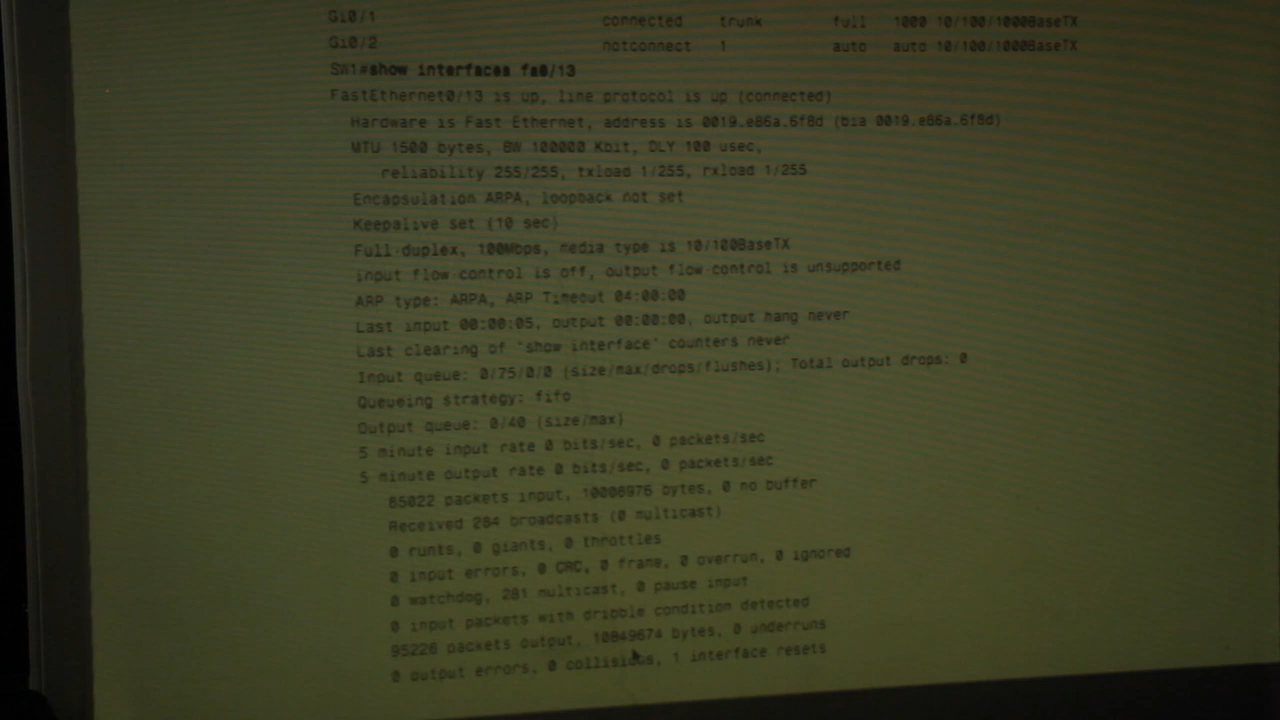 Gi0/1 connected trunk full 1000 10/100/1000BaseTX
Gi0/2 notconnect 1 auto auto 10/100/1000BaseTX
SW1#show interfaces fa0/13
FastEthernet0/13 is up, line protocol is up (connected)
Hardware is Fast Ethernet, address is 0019.e86a.6f8d (bia 0019.e86a.6f8d)
MTU 1500 bytes, BW 100000 Kbit, DLY 100 usec,
reliability 255/255, txload 1/255, rxload 1/255
Encapsulation ARPA, loopback not set
Keepalive set (10 sec)
Full-duplex, 100Mbps, media type is 10/100BaseTX
input flow-control is off, output flow-control is unsupported
ARP type: ARPA, ARP Timeout 04:00:00
Last input 00:00:05, output 00:00:00, output hang never
Last clearing of "show interface" counters never
Input queue: 0/75/0/0 (size/max/drops/flushes); Total output drops: 0
Queueing strategy: fifo
Output queue: 0/40 (size/max)
5 minute input rate 0 bits/sec, 0 packets/sec
5 minute output rate 0 bits/sec, 0 packets/sec
85022 packets input, 10008976 bytes, 0 no buffer
Received 284 broadcasts (0 multicast)
0 runts, 0 giants, 0 throttles
0 input errors, 0 CRC, 0 frame, 0 overrun, 0 ignored
0 watchdog, 281 multicast, 0 pause input
0 input packets with dribble condition detected
95226 packets output, 10849674 bytes, 0 underruns
0 output errors, 0 collisions, 1 interface resets